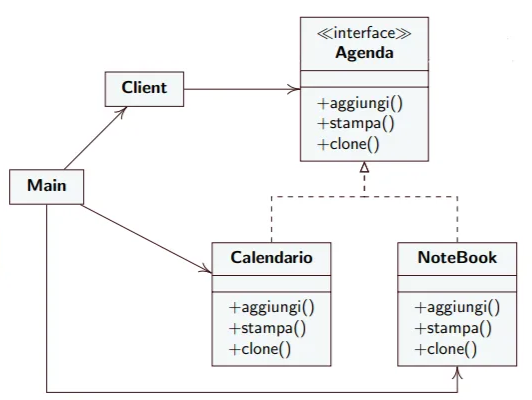 ≪interface≫
Agenda
+aggiungi()
+stampa()
+clone()
Client
Main
Calendario
+aggiungi()
+stampa()
+clone()
NoteBook
+aggiungi()
+stampa()
+clone()